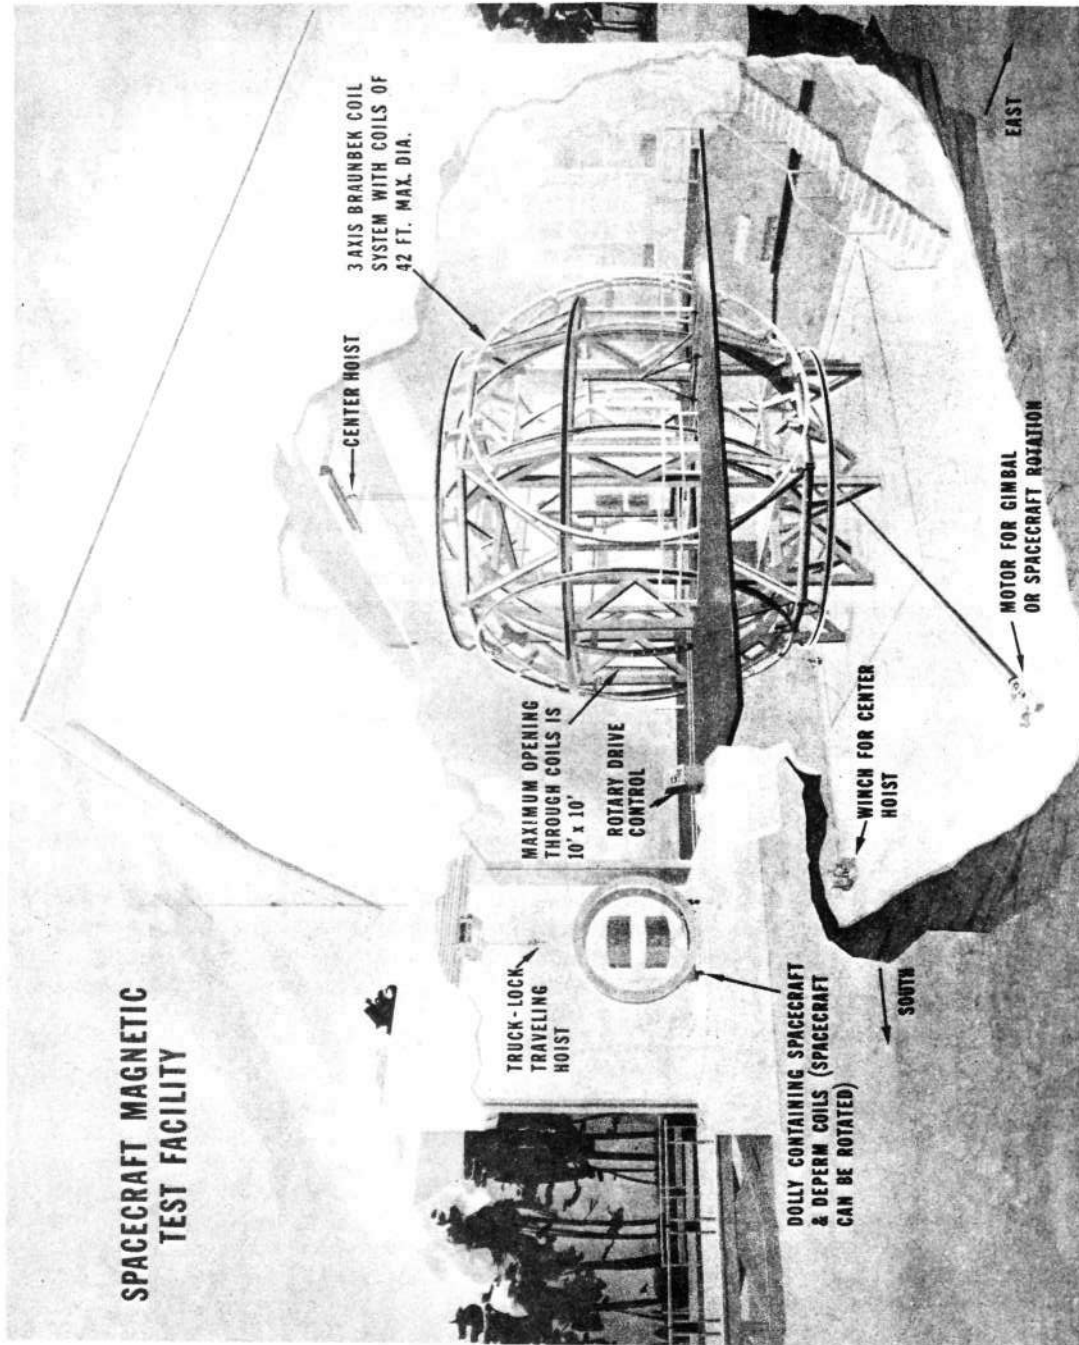 SPACECRAFT MAGNETIC
TEST FACILITY
3 AXIS BRAUNBEK COIL
SYSTEM WITH COILS OF
42 FT. MAX. DIA.
CENTER HOIST
TRUCK-LOCK
TRAVELING
HOIST
MAXIMUM OPENING
THROUGH COILS IS
10' x 10'
ROTARY DRIVE
CONTROL
DOLLY CONTAINING SPACECRAFT
& DEPERM COILS (SPACECRAFT
CAN BE ROTATED)
SOUTH
WINCH FOR CENTER
HOIST
MOTOR FOR GIMBAL
OR SPACECRAFT ROTATION
EAST